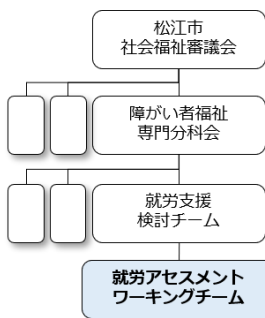 松江市
社会福祉審議会
障がい者福祉
専門分科会
就労支援
検討チーム
就労アセスメント
ワーキングチーム